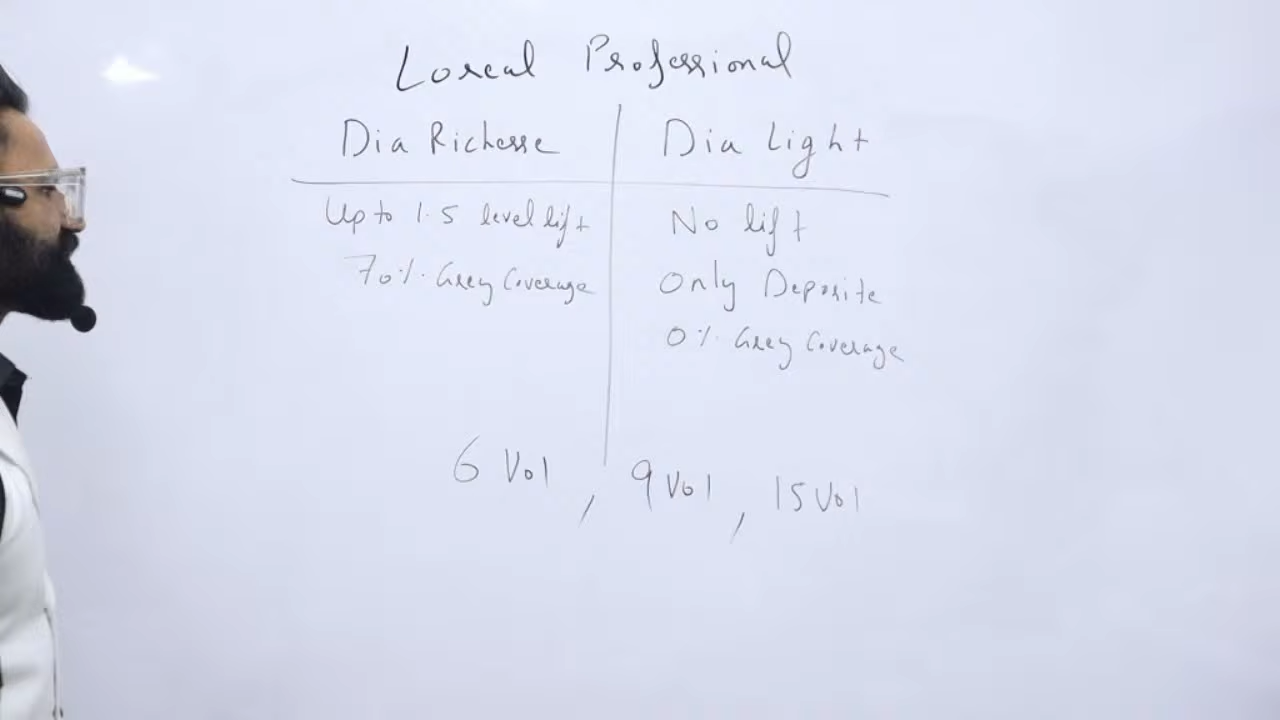 Loreal Professional
Dia Richesse
Up to 1.5 level lift
70% Grey Coverage
Dia Light
No lift
Only Deposite
0% Grey Coverage
6 Vol , 9 Vol , 15 Vol